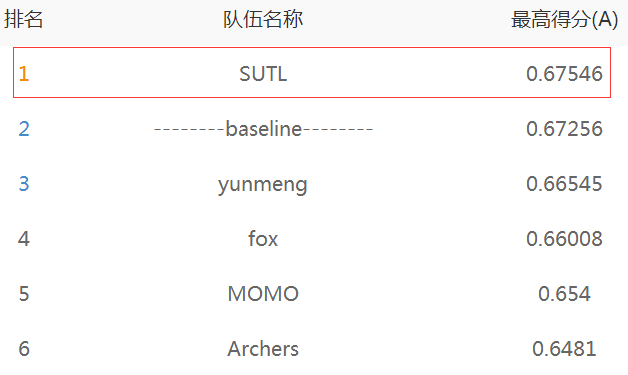 排名 队伍名称 最高得分(A)
1 SUTL 0.67546
2 --------baseline-------- 0.67256
3 yunmeng 0.66545
4 fox 0.66008
5 MOMO 0.654
6 Archers 0.6481